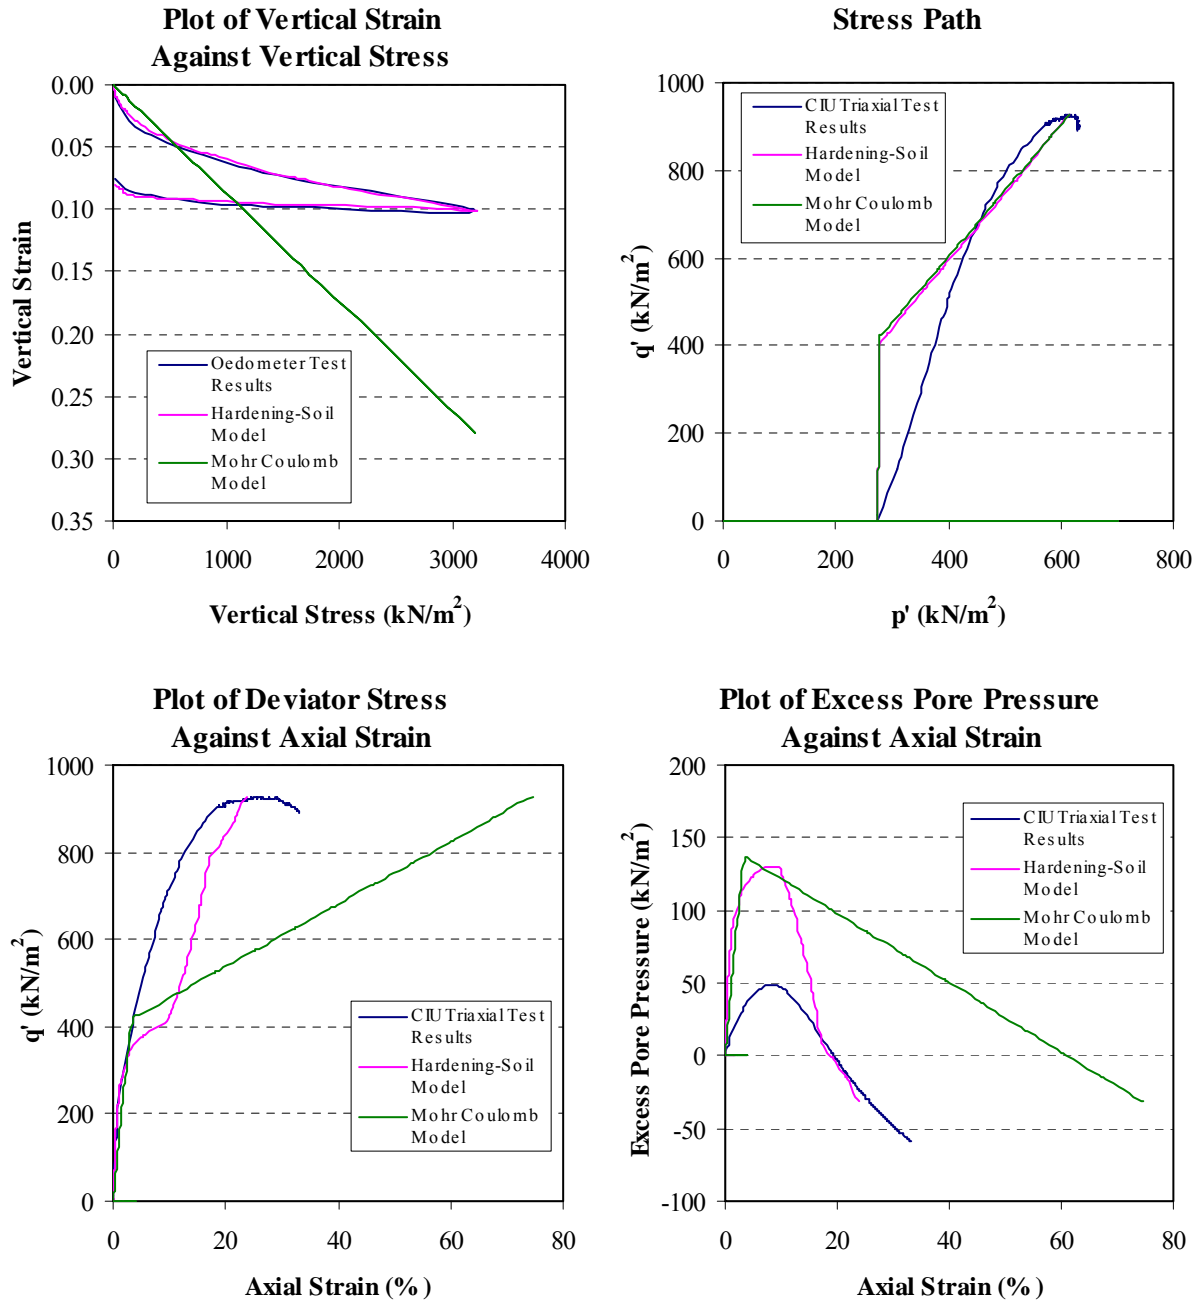 Plot of Vertical Strain
Against Vertical Stress
0.00
0.05
0.10
0.15
0.20
0.25
0.30
0.35
Vertical Strain
Oedometer Test
Results
Hardening-Soil
Model
Mohr Coulomb
Model
0 1000 2000 3000 4000
Vertical Stress (kN/m²)
Stress Path
1000
800
600
400
200
0
q' (kN/m²)
CIU Triaxial Test
Results
Hardening-Soil
Model
Mohr Coulomb
Model
0 200 400 600 800
p' (kN/m²)
Plot of Deviator Stress
Against Axial Strain
1000
800
600
400
200
0
q' (kN/m²)
CIU Triaxial Test
Results
Hardening-Soil
Model
Mohr Coulomb
Model
0 20 40 60 80
Axial Strain (%)
Plot of Excess Pore Pressure
Against Axial Strain
200
150
100
50
0
-50
-100
Excess Pore Pressure (kN/m²)
CIU Triaxial Test
Results
Hardening-Soil
Model
Mohr Coulomb
Model
0 20 40 60 80
Axial Strain (%)